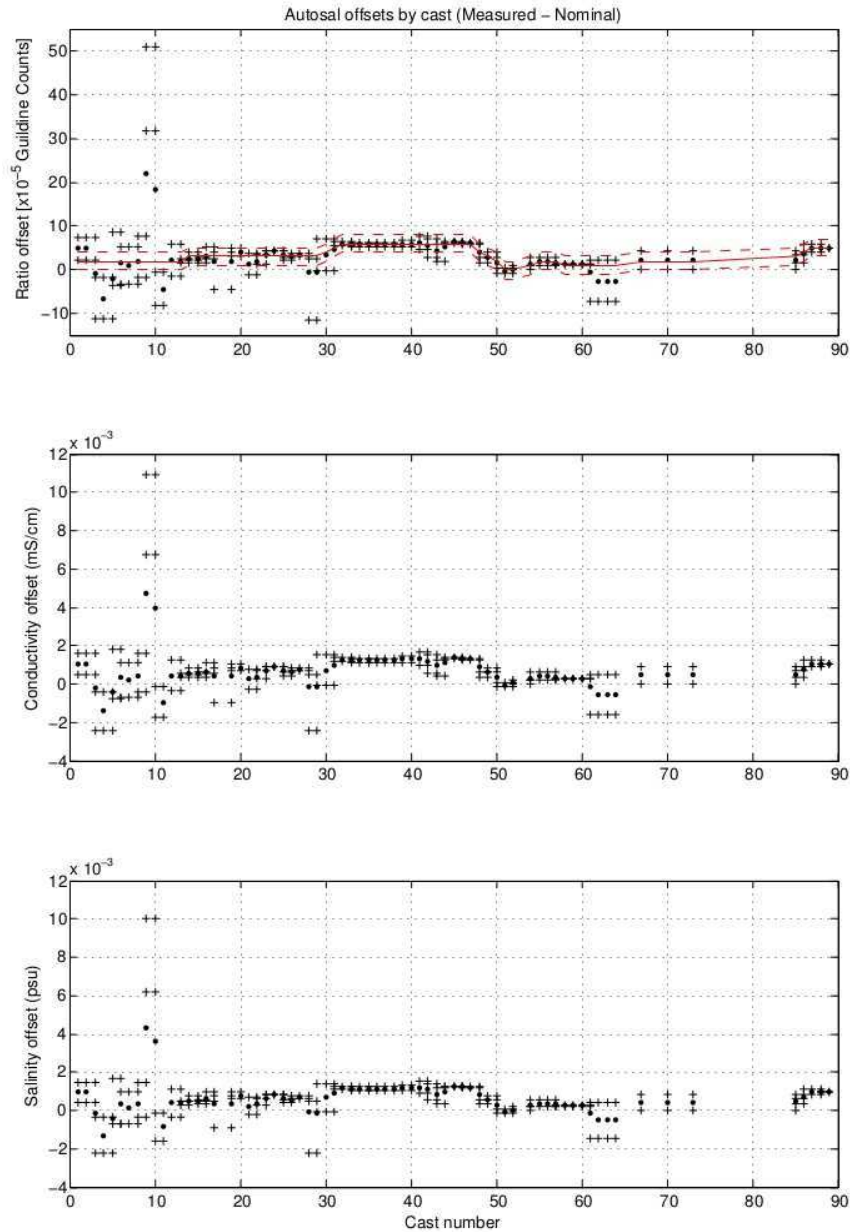 Autosal offsets by cast (Measured − Nominal)
Ratio offset [x10⁻⁵ Guildine Counts]
50
40
30
20
10
0
−10
0 10 20 30 40 50 60 70 80 90
x 10⁻³
Conductivity offset (mS/cm)
12
10
8
6
4
2
0
−2
−4
0 10 20 30 40 50 60 70 80 90
x 10⁻³
Salinity offset (psu)
12
10
8
6
4
2
0
−2
−4
0 10 20 30 40 50 60 70 80 90
Cast number